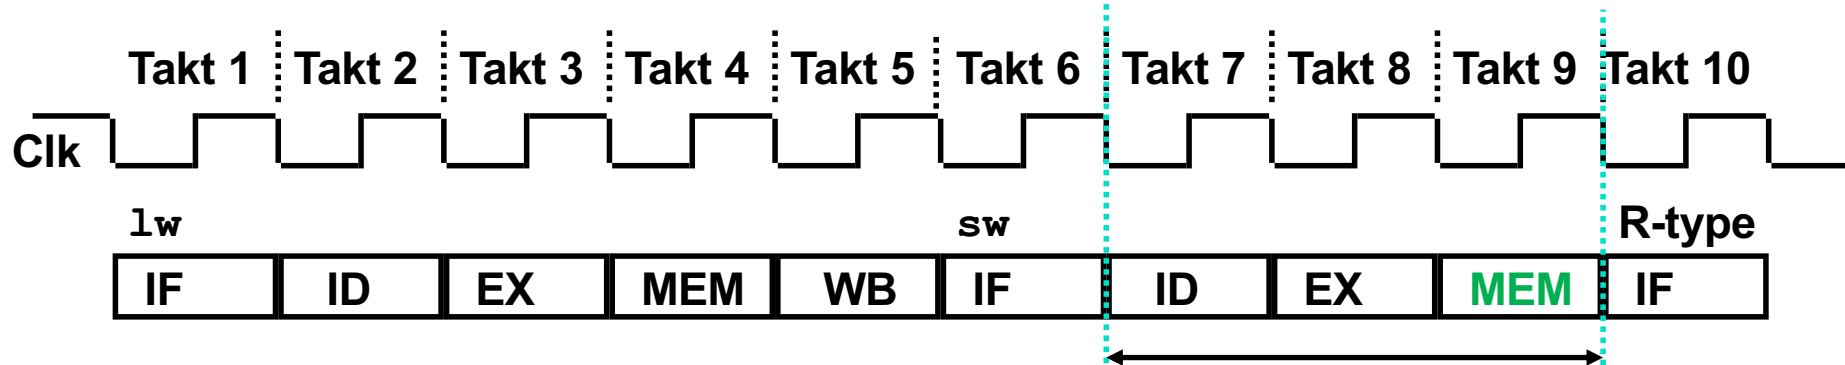 Takt 1 Takt 2 Takt 3 Takt 4 Takt 5 Takt 6 Takt 7 Takt 8 Takt 9 Takt 10
Clk
lw sw R-type
IF ID EX MEM WB IF ID EX MEM IF